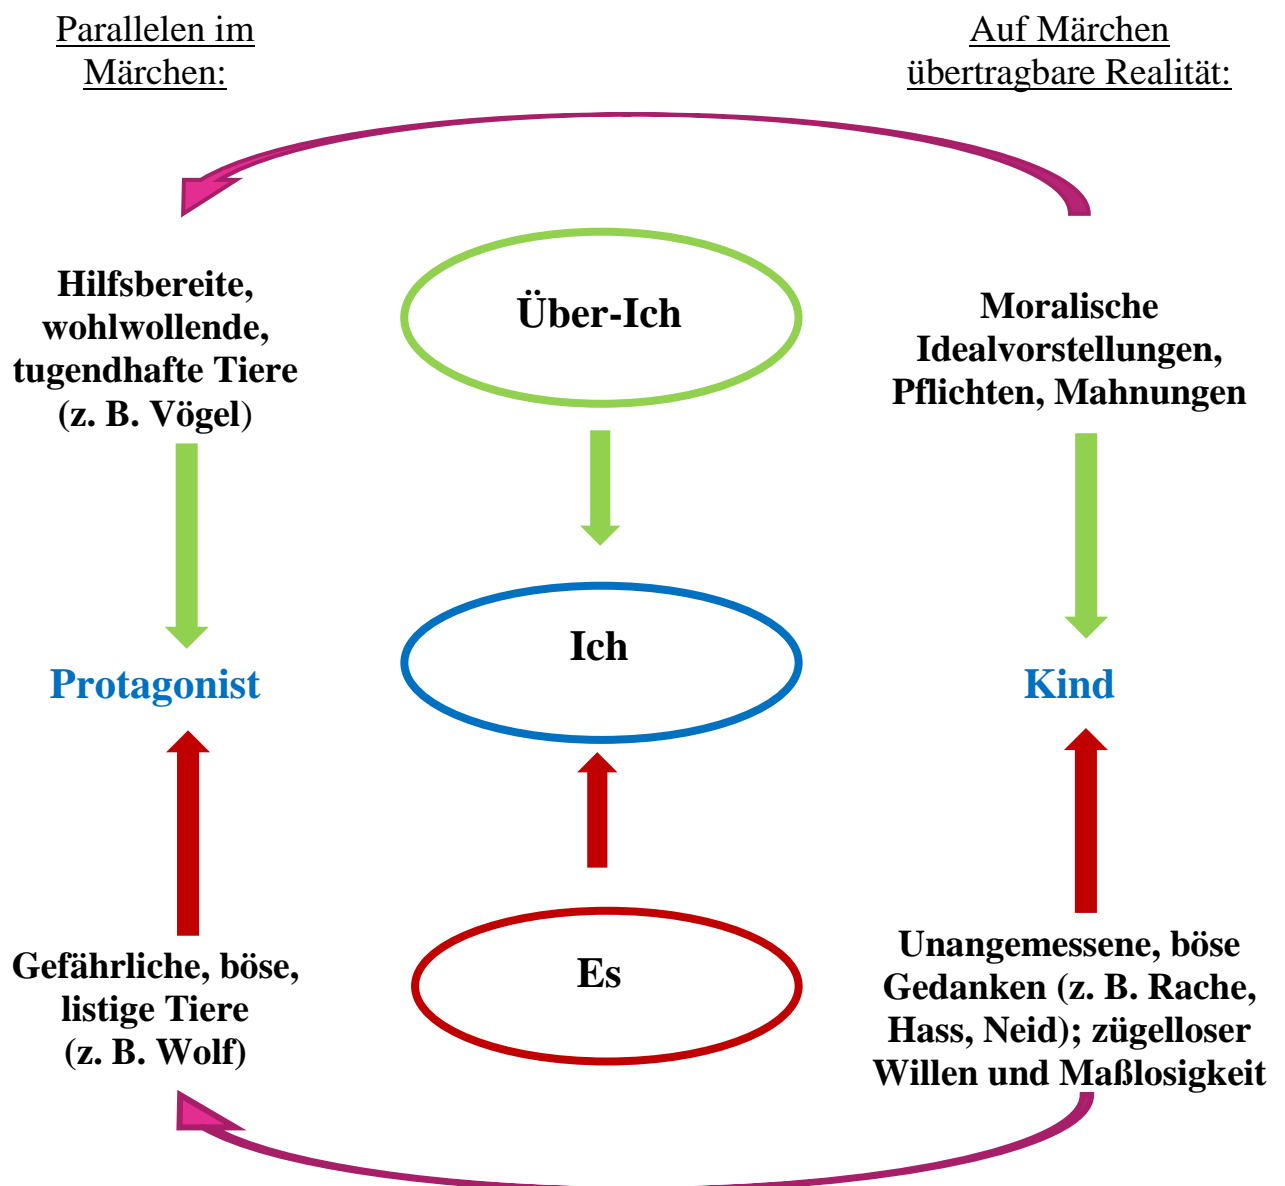 Parallelen im
Märchen:
Auf Märchen
übertragbare Realität:
Hilfsbereite,
wohlwollende,
tugendhafte Tiere
(z. B. Vögel)
Über-Ich
Moralische
Idealvorstellungen,
Pflichten, Mahnungen
Protagonist
Ich
Kind
Gefährliche, böse,
listige Tiere
(z. B. Wolf)
Es
Unangemessene, böse
Gedanken (z. B. Rache,
Hass, Neid); zügelloser
Willen und Maßlosigkeit